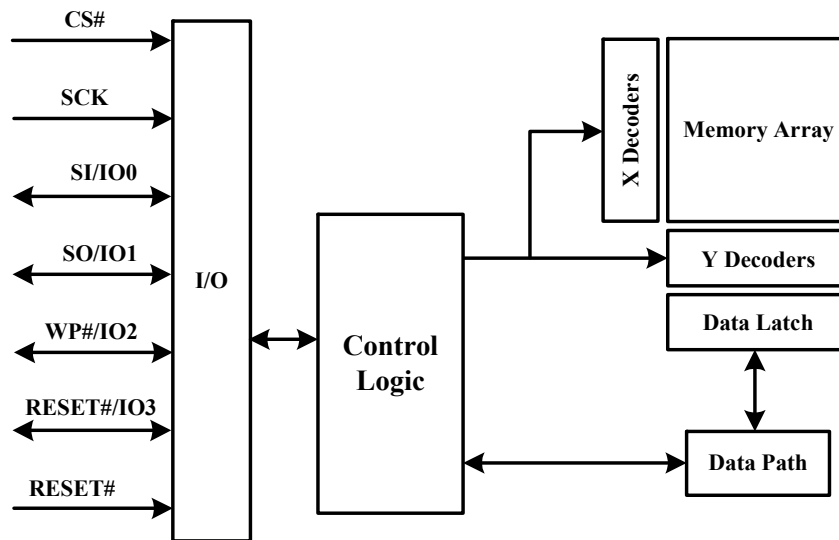 CS#
SCK
SI/IO0
SO/IO1
WP#/IO2
RESET#/IO3
RESET#
I/O
Control
Logic
X Decoders
Memory Array
Y Decoders
Data Latch
Data Path